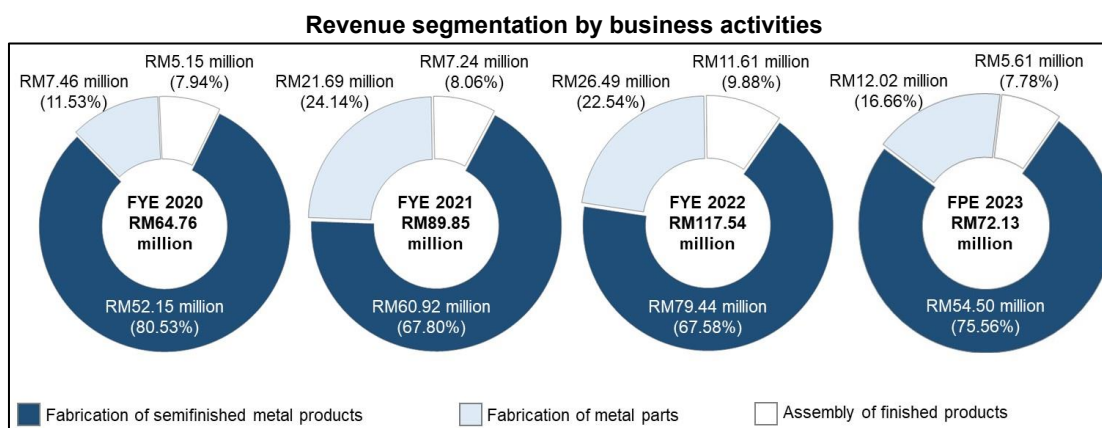 Revenue segmentation by business activities
RM7.46 million
(11.53%)
RM5.15 million
(7.94%)
FYE 2020
RM64.76
million
RM52.15 million
(80.53%)
RM21.69 million
(24.14%)
RM7.24 million
(8.06%)
FYE 2021
RM89.85
million
RM60.92 million
(67.80%)
RM26.49 million
(22.54%)
RM11.61 million
(9.88%)
FYE 2022
RM117.54
million
RM79.44 million
(67.58%)
RM12.02 million
(16.66%)
RM5.61 million
(7.78%)
FPE 2023
RM72.13
million
RM54.50 million
(75.56%)
Fabrication of semifinished metal products
Fabrication of metal parts
Assembly of finished products